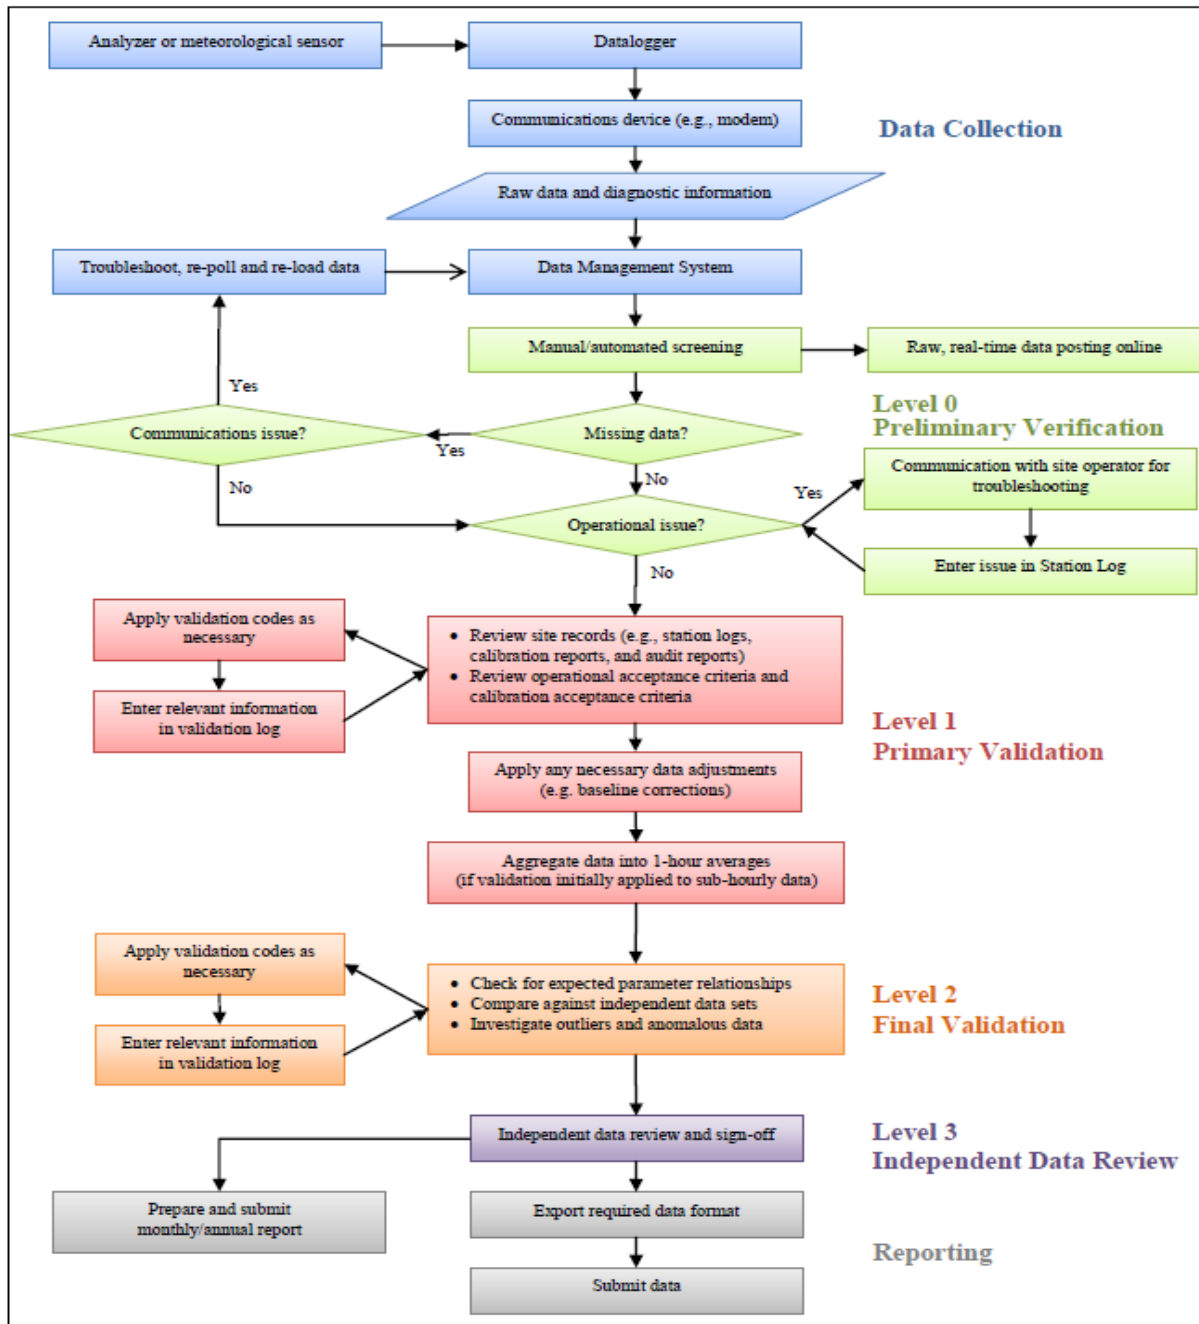 Analyzer or meteorological sensor
Datalogger
Communications device (e.g., modem)
Data Collection
Raw data and diagnostic information
Troubleshoot, re-poll and re-load data
Data Management System
Manual/automated screening
Raw, real-time data posting online
Yes
Level 0
Preliminary Verification
Communications issue?
Yes
Missing data?
Communication with site operator for
troubleshooting
No
No
Yes
Operational issue?
Enter issue in Station Log
No
Apply validation codes as
necessary
Enter relevant information
in validation log
• Review site records (e.g., station logs,
calibration reports, and audit reports)
• Review operational acceptance criteria and
calibration acceptance criteria
Level 1
Primary Validation
Apply any necessary data adjustments
(e.g. baseline corrections)
Aggregate data into 1-hour averages
(if validation initially applied to sub-hourly data)
Apply validation codes as
necessary
Enter relevant information
in validation log
• Check for expected parameter relationships
• Compare against independent data sets
• Investigate outliers and anomalous data
Level 2
Final Validation
Independent data review and sign-off
Level 3
Independent Data Review
Prepare and submit
monthly/annual report
Export required data format
Reporting
Submit data